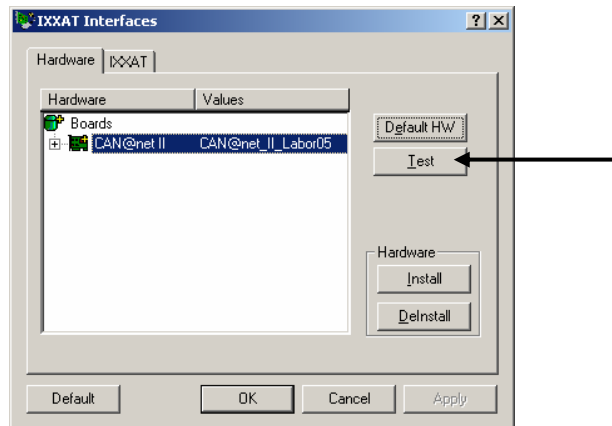 IXXAT Interfaces
Hardware IXXAT
Hardware Values
Boards
CAN@net II CAN@net_II_Labor05
Default HW
Test
Hardware
Install
DeInstall
Default OK Cancel Apply